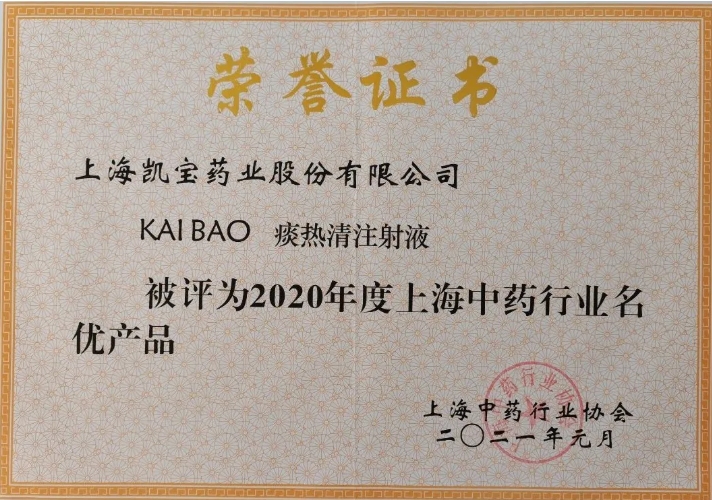 荣誉证书
上海凯宝药业股份有限公司
KAI BAO 痰热清注射液
被评为2020年度上海中药行业名
优产品
上海中药行业协会
二〇二一年元月